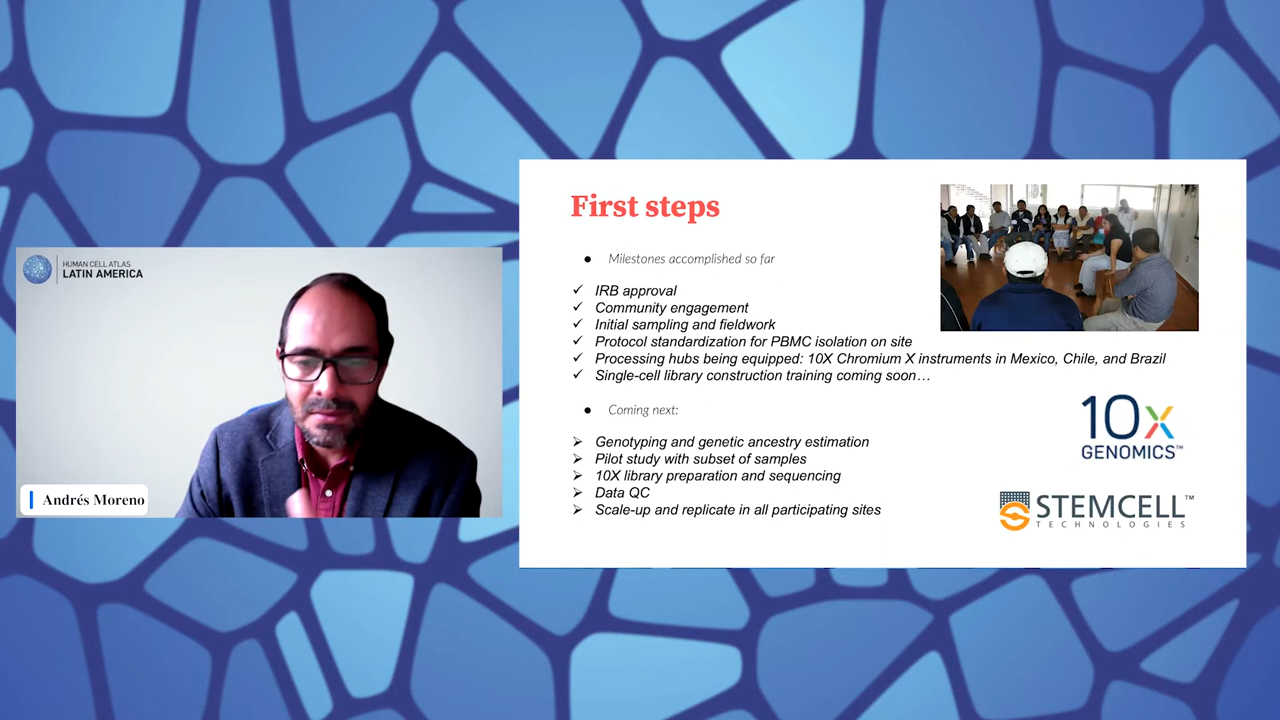 HUMAN CELL ATLAS
LATIN AMERICA
Andrés Moreno
First steps
● Milestones accomplished so far
✓ IRB approval
✓ Community engagement
✓ Initial sampling and fieldwork
✓ Protocol standardization for PBMC isolation on site
✓ Processing hubs being equipped: 10X Chromium X instruments in Mexico, Chile, and Brazil
✓ Single-cell library construction training coming soon…
● Coming next:
➢ Genotyping and genetic ancestry estimation
➢ Pilot study with subset of samples
➢ 10X library preparation and sequencing
➢ Data QC
➢ Scale-up and replicate in all participating sites
10x
GENOMICS™
STEMCELL™
TECHNOLOGIES